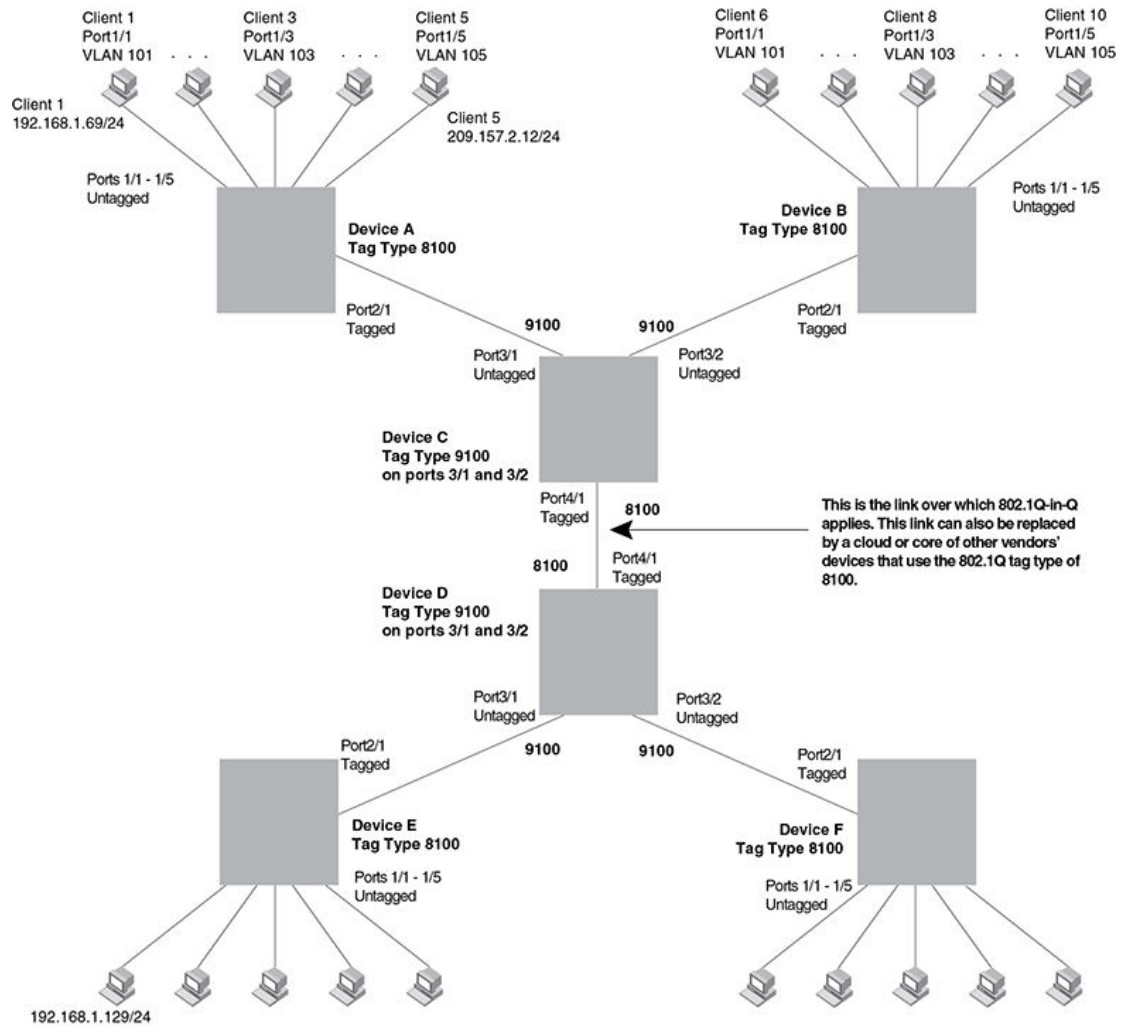 Client 1
Port1/1
VLAN 101
. . .
Client 3
Port1/3
VLAN 103
. . .
Client 5
Port1/5
VLAN 105
Client 6
Port1/1
VLAN 101
. . .
Client 8
Port1/3
VLAN 103
. . .
Client 10
Port1/5
VLAN 105
Client 1
192.168.1.69/24
Client 5
209.157.2.12/24
Ports 1/1 - 1/5
Untagged
Device A
Tag Type 8100
Device B
Tag Type 8100
Ports 1/1 - 1/5
Untagged
Port2/1
Tagged
9100
9100
Port2/1
Tagged
Port3/1
Untagged
Port3/2
Untagged
Device C
Tag Type 9100
on ports 3/1 and 3/2
Port4/1
Tagged
8100
This is the link over which 802.1Q-in-Q
applies. This link can also be replaced
by a cloud or core of other vendors'
devices that use the 802.1Q tag type of
8100.
8100
Port4/1
Tagged
Device D
Tag Type 9100
on ports 3/1 and 3/2
Port3/1
Untagged
Port3/2
Untagged
Port2/1
Tagged
9100
9100
Port2/1
Tagged
Device E
Tag Type 8100
Device F
Tag Type 8100
Ports 1/1 - 1/5
Untagged
Ports 1/1 - 1/5
Untagged
192.168.1.129/24